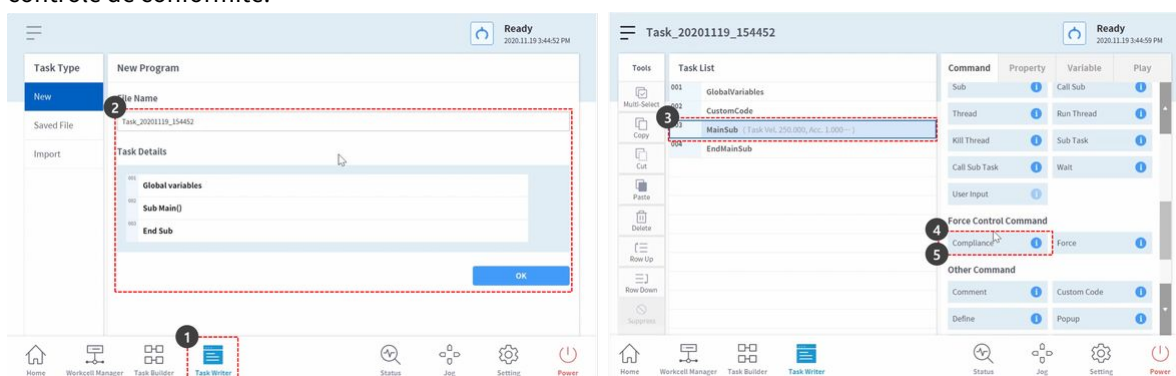 contrôle de conformité.
Ready
2020.11.19 3:44:52 PM
Task Type
New Program
New
File Name
2
Task_20201119_154452
Saved File
Import
Task Details
001
Global variables
002
Sub Main()
003
End Sub
OK
1
Home
Workcell Manager
Task Builder
Task Writer
Status
Jog
Setting
Power
Task_20201119_154452
Ready
2020.11.19 3:44:59 PM
Tools
Task List
Multi-Select
Copy
Cut
Paste
Delete
Row Up
Row Down
Suppress
001 GlobalVariables
002 CustomCode
3
003 MainSub ( Task Vel. 250.000, Acc. 1.000··· )
004 EndMainSub
Command Property Variable Play
Sub Call Sub
Thread Run Thread
Kill Thread Sub Task
Call Sub Task Wait
User Input
Force Control Command
4
Compliance Force
5
Other Command
Comment Custom Code
Define Popup
Home
Workcell Manager
Task Builder
Task Writer
Status
Jog
Setting
Power